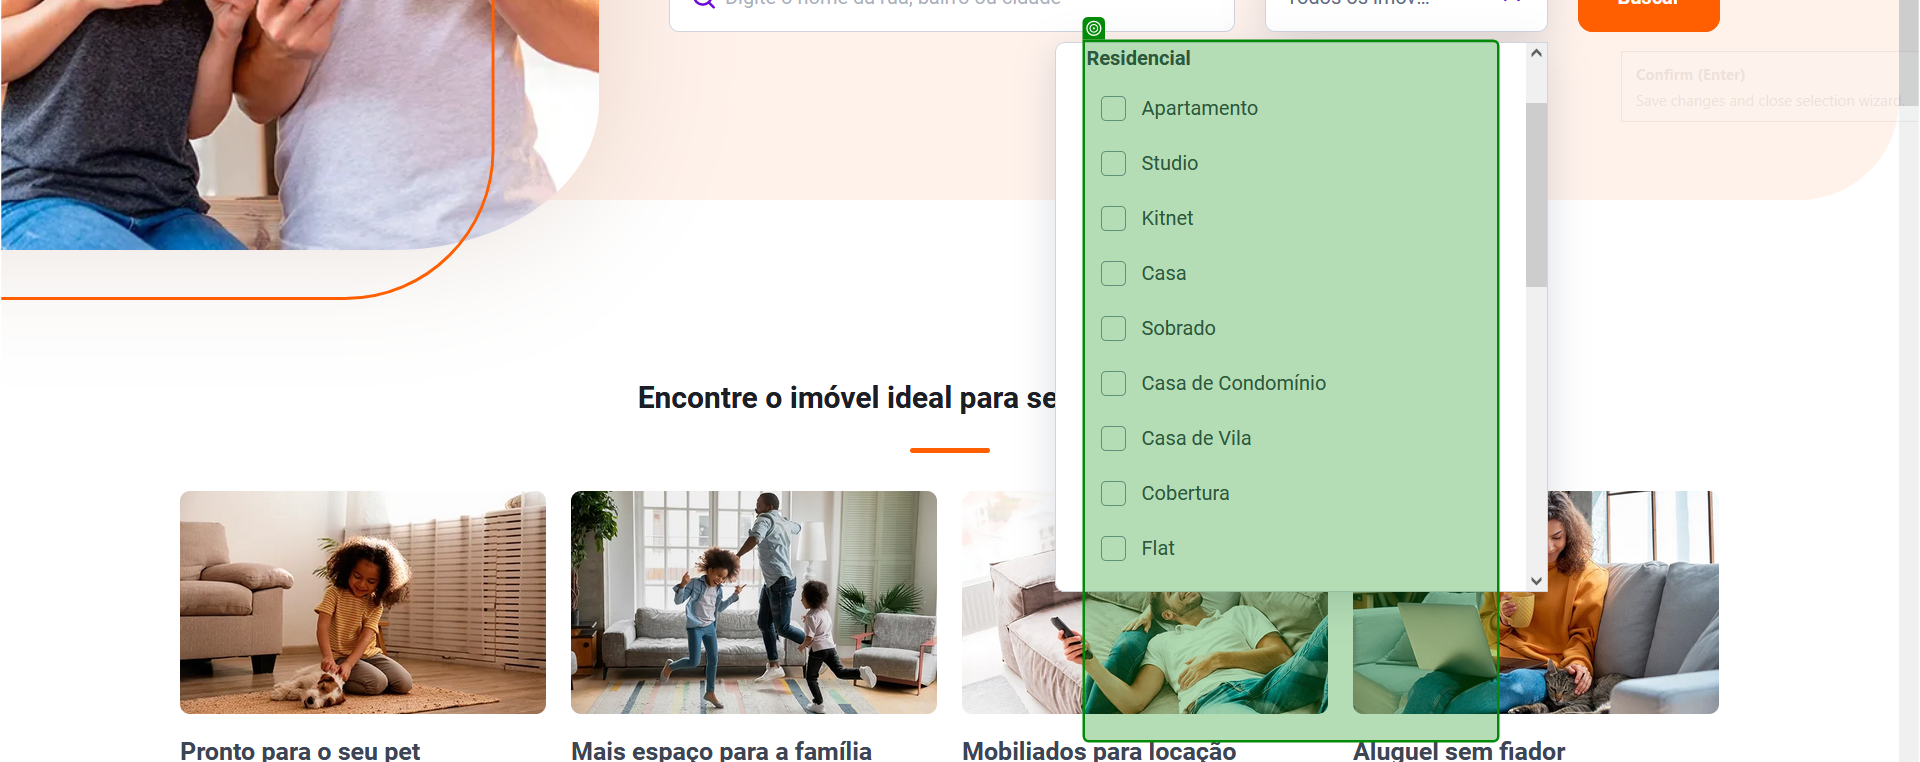 Digite o nome da rua, bairro ou cidade
Todos os imóv...
Buscar
Confirm (Enter)
Save changes and close selection wizard.
Residencial
Apartamento
Studio
Kitnet
Casa
Sobrado
Casa de Condomínio
Casa de Vila
Cobertura
Flat
Encontre o imóvel ideal para se
Pronto para o seu pet
Mais espaço para a família
Mobiliados para locação
Aluguel sem fiador